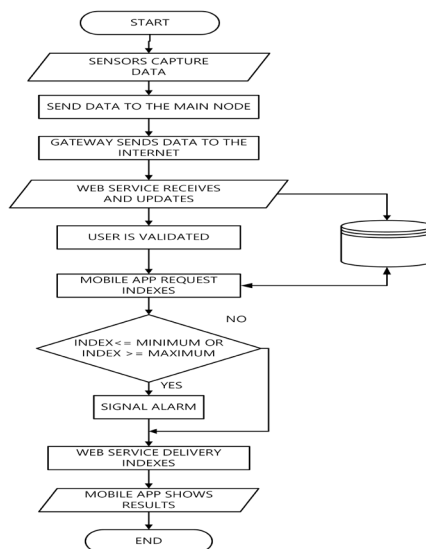 START
SENSORS CAPTURE
DATA
SEND DATA TO THE MAIN NODE
GATEWAY SENDS DATA TO THE
INTERNET
WEB SERVICE RECEIVES
AND UPDATES
USER IS VALIDATED
MOBILE APP REQUEST
INDEXES
NO
INDEX<= MINIMUM OR
INDEX >= MAXIMUM
YES
SIGNAL ALARM
WEB SERVICE DELIVERY
INDEXES
MOBILE APP SHOWS
RESULTS
END